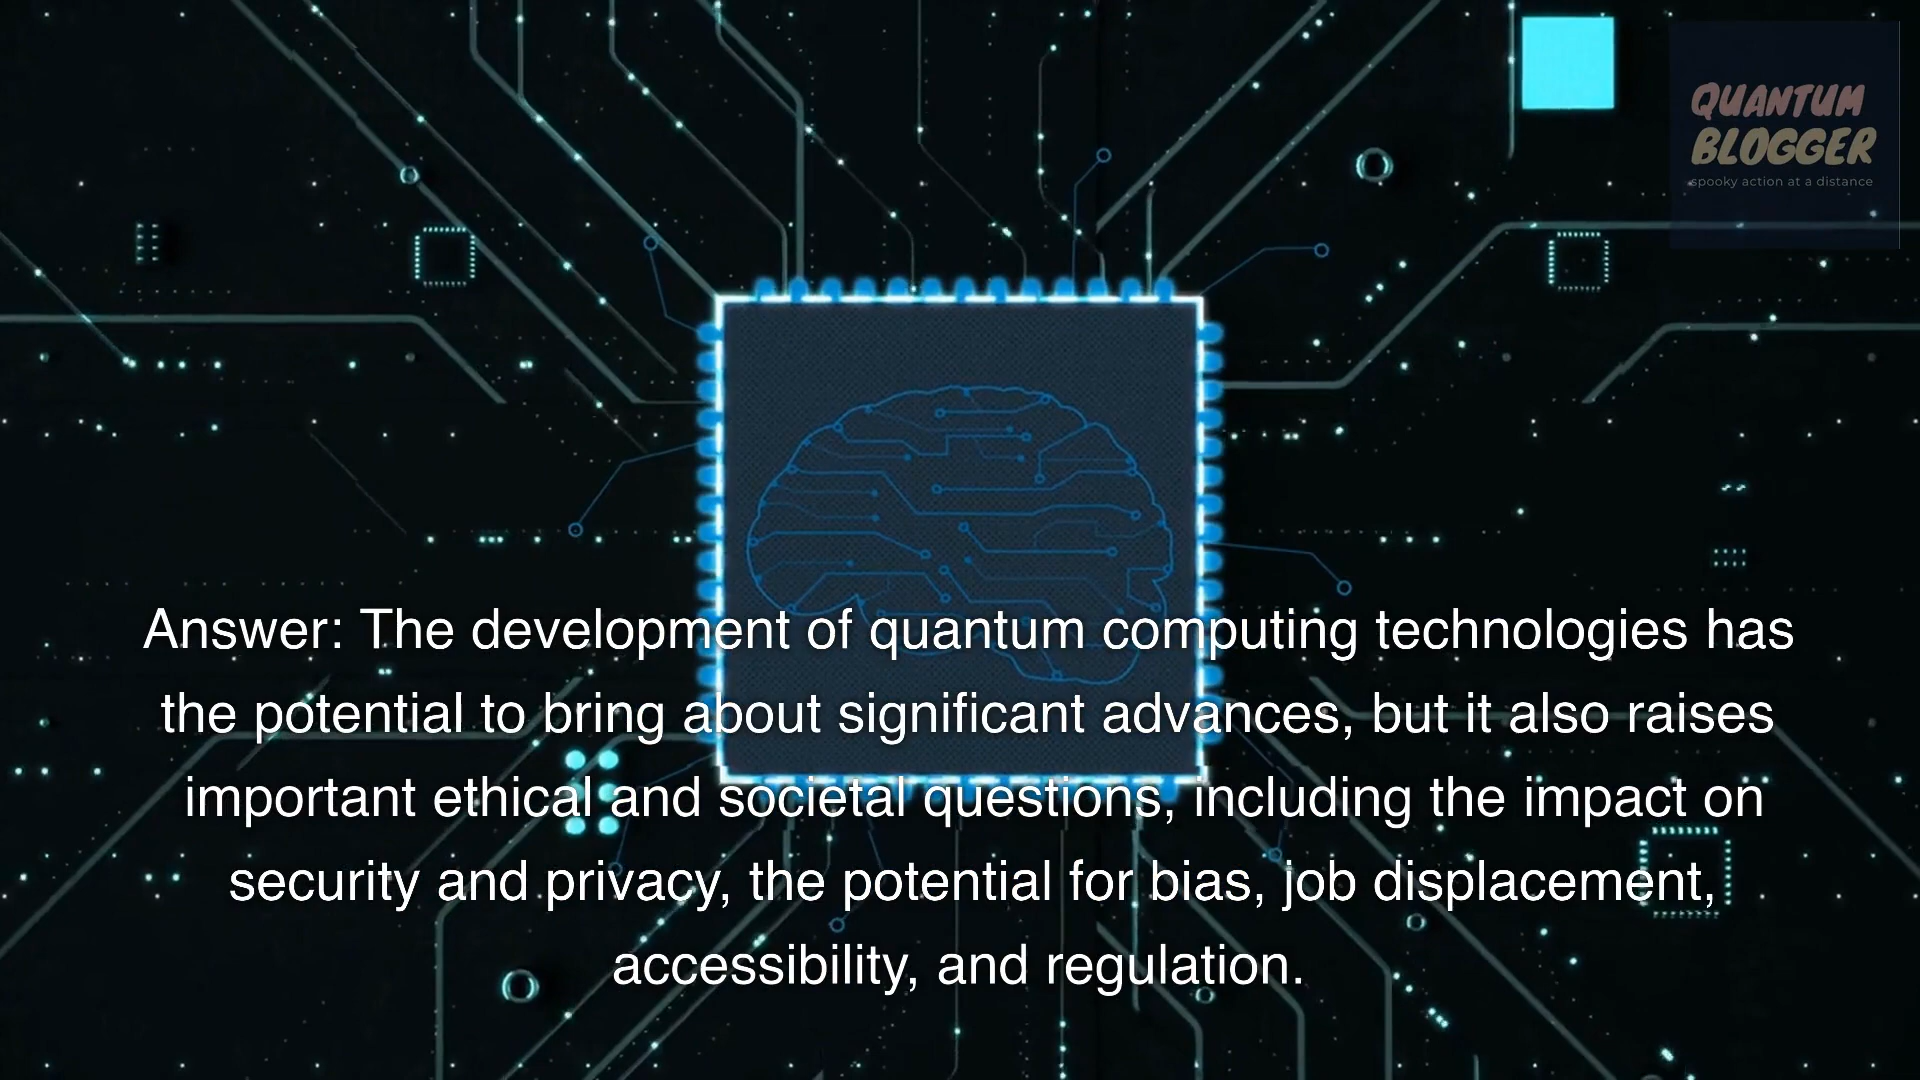 QUANTUM
BLOGGER
spooky action at a distance
Answer: The development of quantum computing technologies has
the potential to bring about significant advances, but it also raises
important ethical and societal questions, including the impact on
security and privacy, the potential for bias, job displacement,
accessibility, and regulation.